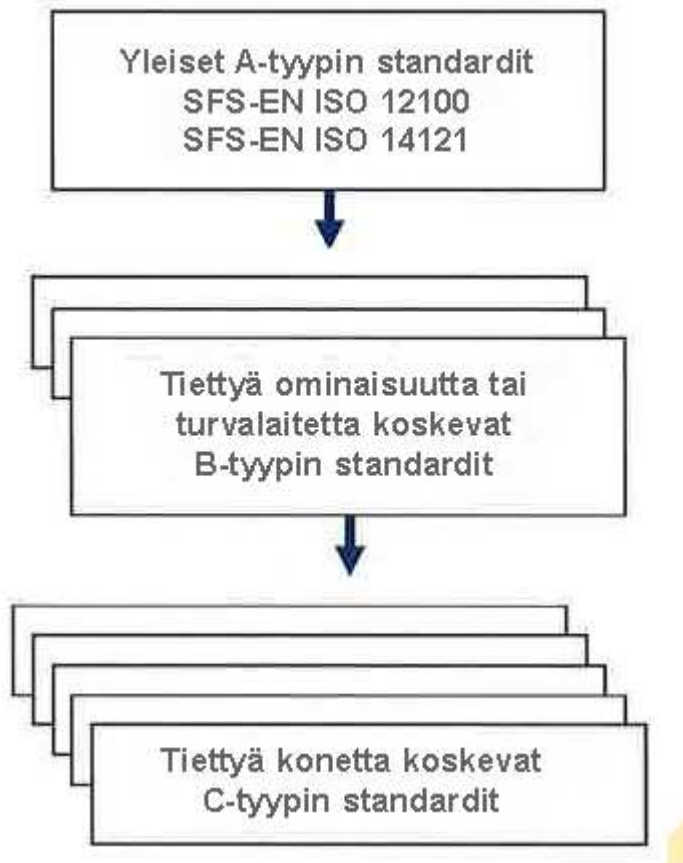 Yleiset A-tyypin standardit
SFS-EN ISO 12100
SFS-EN ISO 14121
Tiettyä ominaisuutta tai
turvalaitetta koskevat
B-tyypin standardit
Tiettyä konetta koskevat
C-tyypin standardit